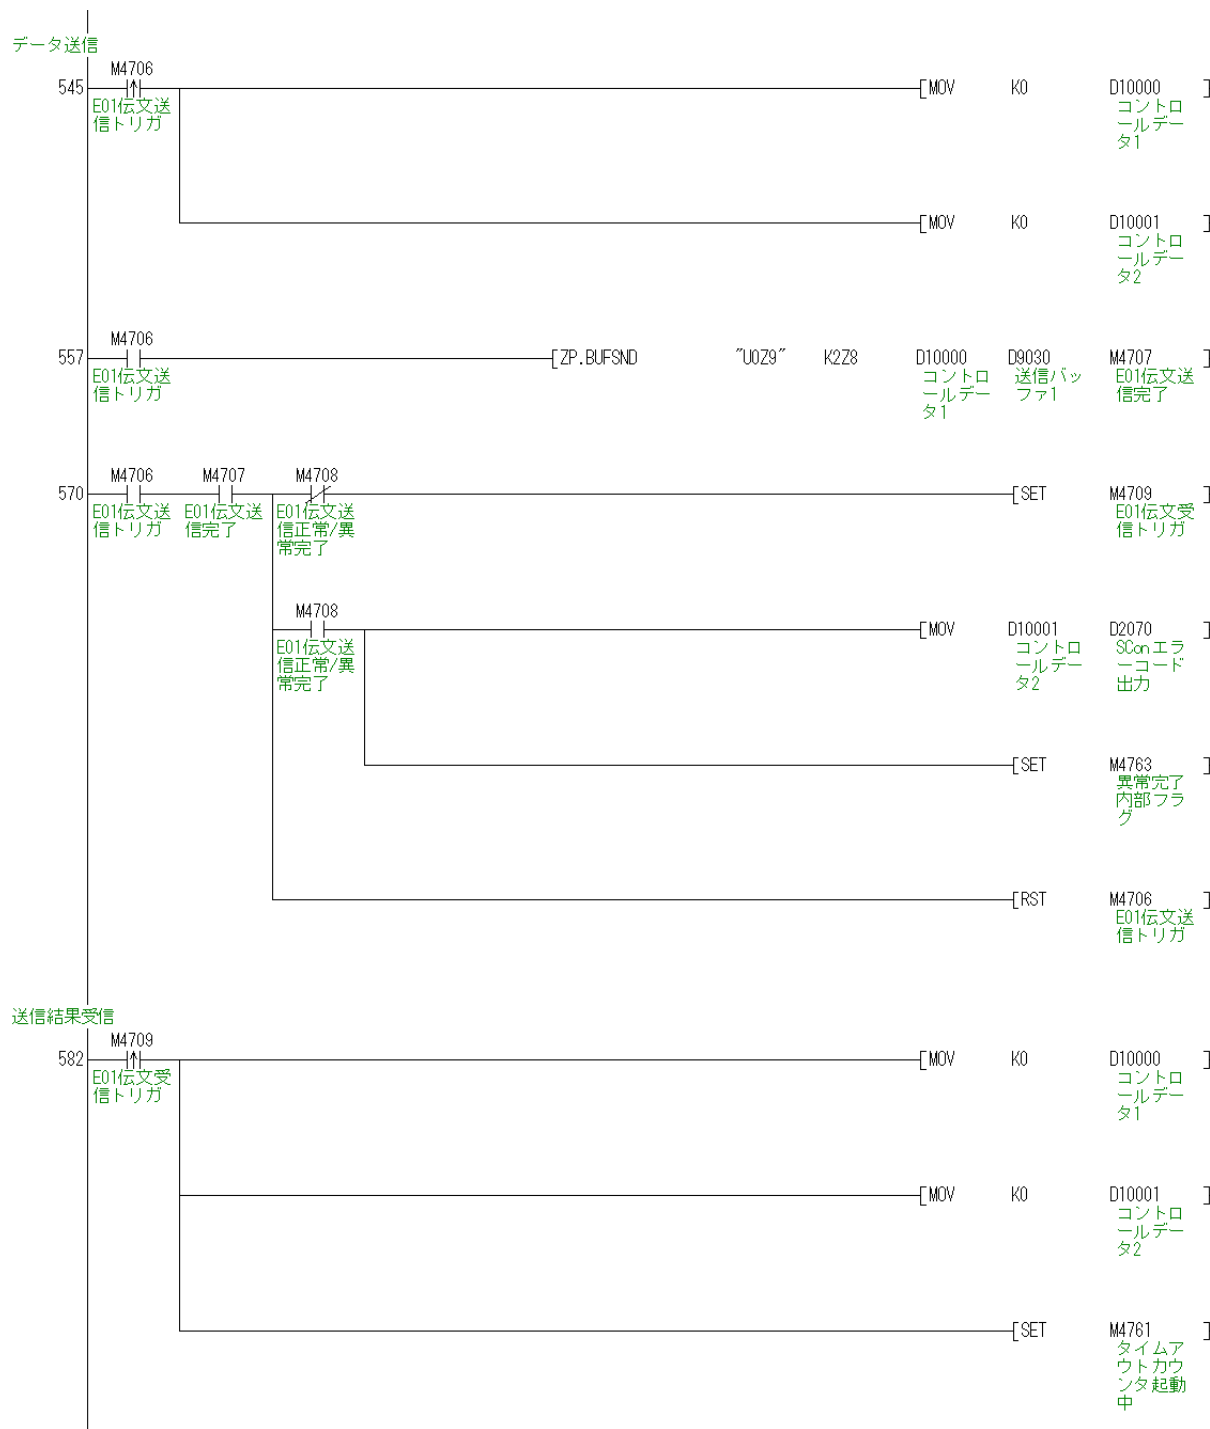 データ送信
M4706
545 [MOV K0 D10000 ]
E01伝文送
信トリガ
コントロ
ールデー
タ1
[MOV K0 D10001 ]
コントロ
ールデー
タ2
M4706
557 [ZP.BUFSND "U0Z9" K2Z8 D10000 D9030 M4707 ]
E01伝文送
信トリガ
コントロ
ールデー
タ1
送信バッ
ファ1
E01伝文送
信完了
M4706 M4707 M4708
570 [SET M4709 ]
E01伝文送
信トリガ
E01伝文送
信完了
E01伝文送
信正常/異
常完了
E01伝文受
信トリガ
M4708
[MOV D10001 D2070 ]
E01伝文送
信正常/異
常完了
コントロ
ールデー
タ2
SConエラ
ーコード
出力
[SET M4763 ]
異常完了
内部フラ
グ
[RST M4706 ]
E01伝文送
信トリガ
送信結果受信
M4709
582 [MOV K0 D10000 ]
E01伝文受
信トリガ
コントロ
ールデー
タ1
[MOV K0 D10001 ]
コントロ
ールデー
タ2
[SET M4761 ]
タイムア
ウトカウ
ンタ起動
中